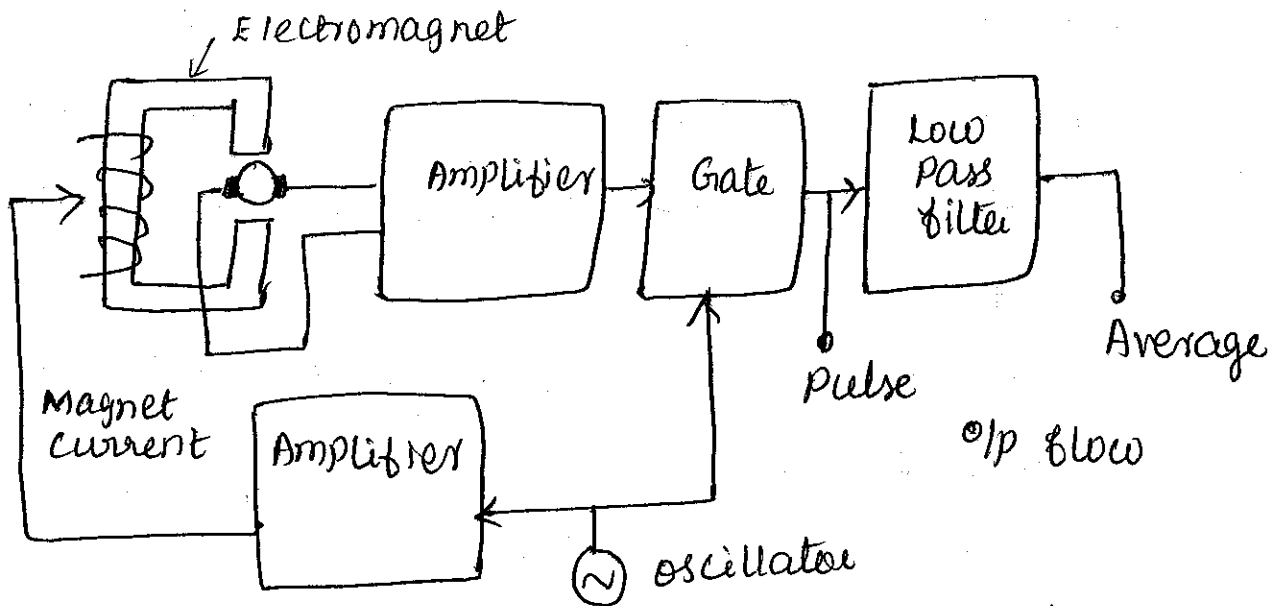 Electromagnet
Amplifier
Gate
Low
Pass
filter
Average
Pulse
O/P flow
Magnet
current
Amplifier
oscillator